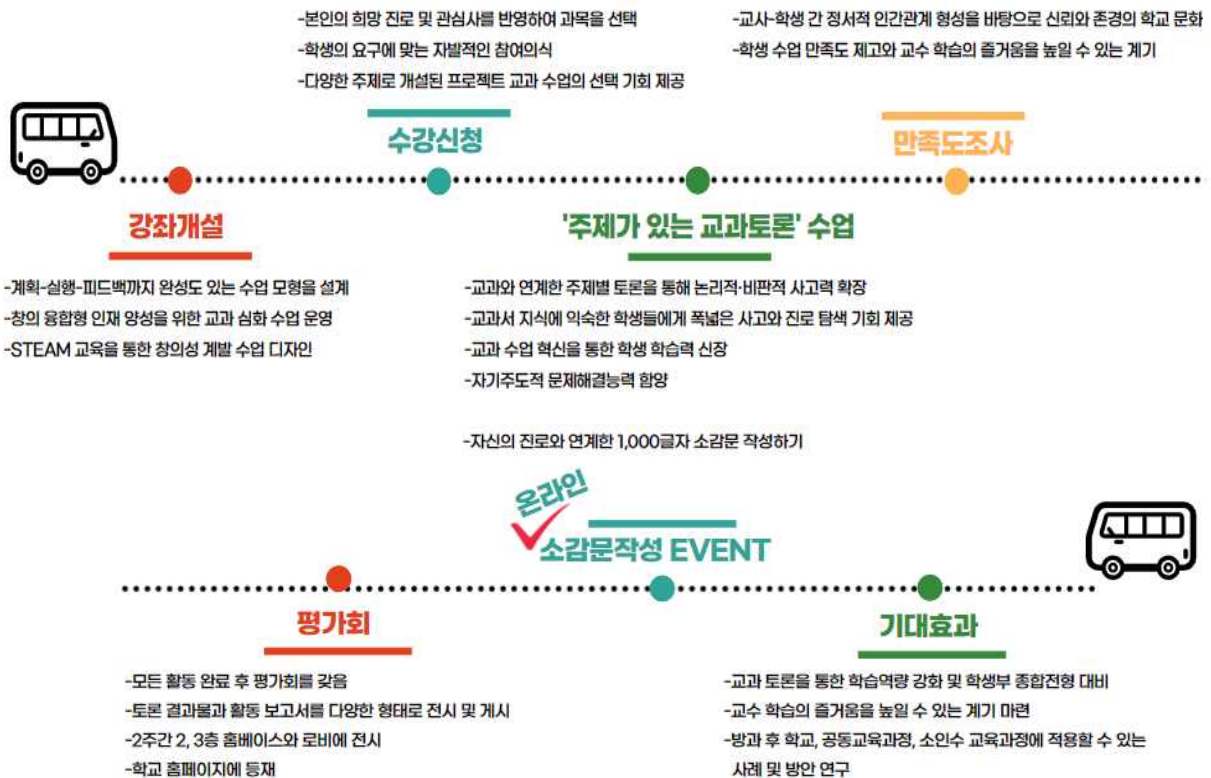 -본인의 희망 진로 및 관심사를 반영하여 과목을 선택
-학생의 요구에 맞는 자발적인 참여의식
-다양한 주제로 개설된 프로젝트 교과 수업의 선택 기회 제공
수강신청
-교사-학생 간 정서적 인간관계 형성을 바탕으로 신뢰와 존경의 학교 문화
-학생 수업 만족도 제고와 교수 학습의 즐거움을 높일 수 있는 계기
만족도조사
강좌개설
-계획-실행-피드백까지 완성도 있는 수업 모형을 설계
-창의 융합형 인재 양성을 위한 교과 심화 수업 운영
-STEAM 교육을 통한 창의성 계발 수업 디자인
'주제가 있는 교과토론' 수업
-교과와 연계한 주제별 토론을 통해 논리적·비판적 사고력 확장
-교과서 지식에 익숙한 학생들에게 폭넓은 사고와 진로 탐색 기회 제공
-교과 수업 혁신을 통한 학생 학습력 신장
-자기주도적 문제해결능력 함양
-자신의 진로와 연계한 1,000글자 소감문 작성하기
온라인
소감문작성 EVENT
평가회
-모든 활동 완료 후 평가회를 갖음
-토론 결과물과 활동 보고서를 다양한 형태로 전시 및 게시
-2주간 2, 3층 홈베이스와 로비에 전시
-학교 홈페이지에 등재
기대효과
-교과 토론을 통한 학습역량 강화 및 학생부 종합전형 대비
-교수 학습의 즐거움을 높일 수 있는 계기 마련
-방과 후 학교, 공동교육과정, 소인수 교육과정에 적용할 수 있는
사례 및 방안 연구